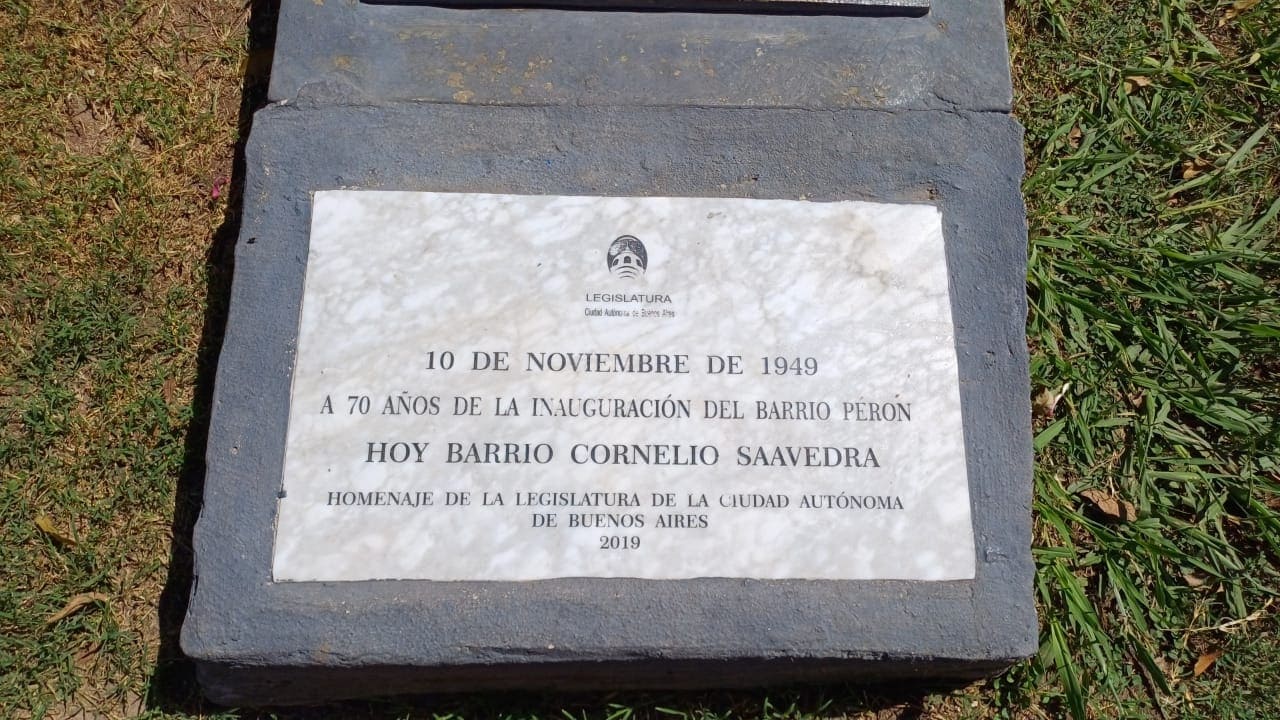 LEGISLATURA
Ciudad Autónoma de Buenos Aires
10 DE NOVIEMBRE DE 1949
A 70 AÑOS DE LA INAUGURACIÓN DEL BARRIO PERÓN
HOY BARRIO CORNELIO SAAVEDRA
HOMENAJE DE LA LEGISLATURA DE LA CIUDAD AUTÓNOMA
DE BUENOS AIRES
2019